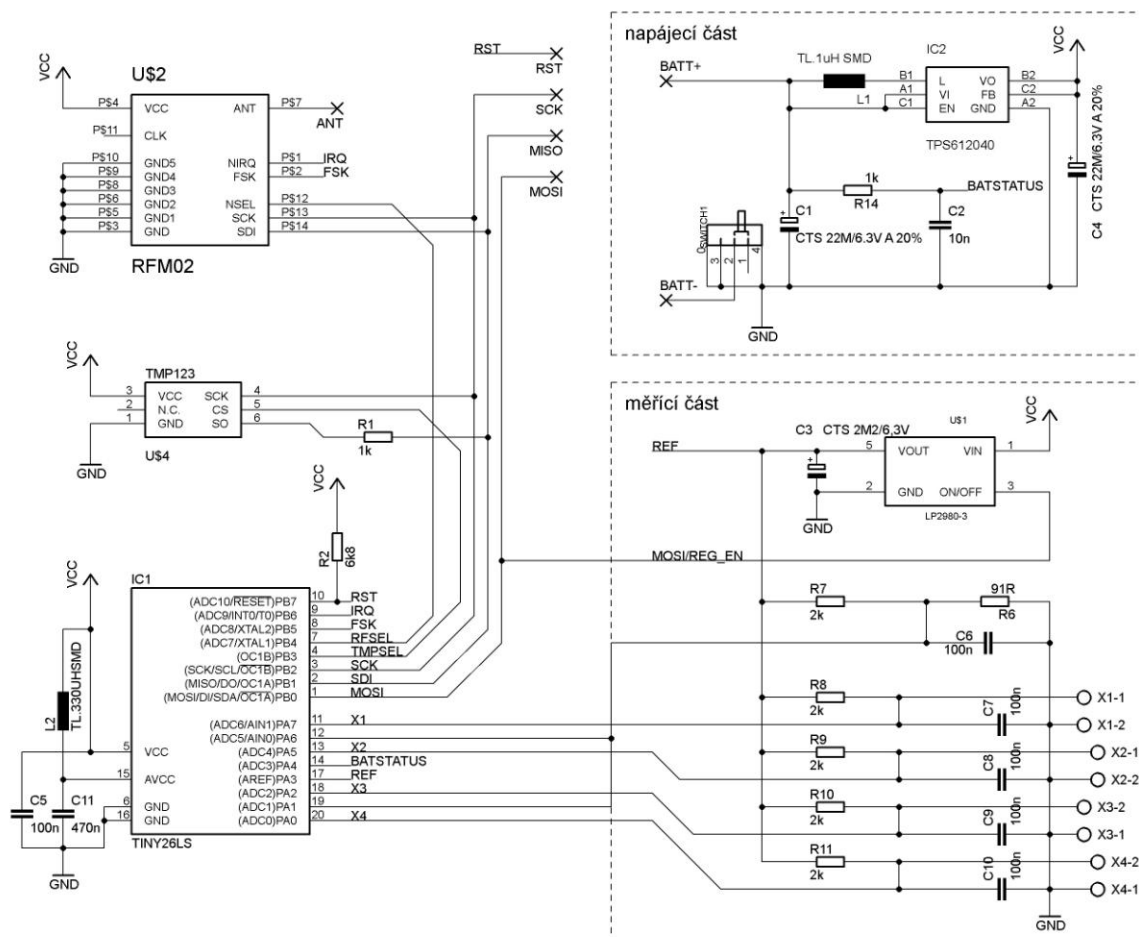 napájecí část
RST
RST
VCC
U$2
P$4 VCC ANT P$7
ANT
P$11 CLK
SCK
P$10 GND5 NIRQ P$1 IRQ
P$9 GND4 FSK P$2 FSK
MISO
P$8 GND3
MOSI
P$6 GND2 NSEL P$12
P$5 GND1 SCK P$13
P$3 GND SDI P$14
GND
RFM02
BATT+
TL.1uH SMD
L1
IC2
B1 L VO B2
A1 VI FB C2
C1 EN GND A2
TPS612040
VCC
C4 CTS 22M/6.3V A 20%
+
1k
R14
BATSTATUS
+
C1
CTS 22M/6.3V A 20%
C2
10n
SWITCH1
0 3 2 1 4
BATT-
GND
VCC
TMP123
3 VCC SCK 4
2 N.C. CS 5
1 GND SO 6
U$4
GND
R1
1k
měřící část
REF
C3 CTS 2M2/6,3V
+
GND
U$1
5 VOUT VIN 1
2 GND ON/OFF 3
LP2980-3
VCC
MOSI/REG_EN
VCC
R2
6k8
VCC
L2
TL.330UHSMD
IC1
(ADC10/RESET)PB7 10 RST
(ADC9/INT0/T0)PB6 9 IRQ
(ADC8/XTAL2)PB5 8 FSK
(ADC7/XTAL1)PB4 7 RFSEL
(OC1B)PB3 4 TMPSEL
(SCK/SCL/OC1B)PB2 3 SCK
(MISO/DO/OC1A)PB1 2 SDI
(MOSI/DI/SDA/OC1A)PB0 1 MOSI
(ADC6/AIN1)PA7 11 X1
(ADC5/AIN0)PA6 12
5 VCC (ADC4)PA5 13 X2
(ADC3)PA4 14 BATSTATUS
15 AVCC (AREF)PA3 17 REF
(ADC2)PA2 18 X3
6 GND (ADC1)PA1 19
16 GND (ADC0)PA0 20 X4
TINY26LS
C5
100n
C11
470n
GND
R7
2k
91R
R6
C6
100n
R8
2k
C7
100n
X1-1
X1-2
R9
2k
C8
100n
X2-1
X2-2
R10
2k
C9
100n
X3-2
X3-1
R11
2k
C10
100n
X4-2
X4-1
GND